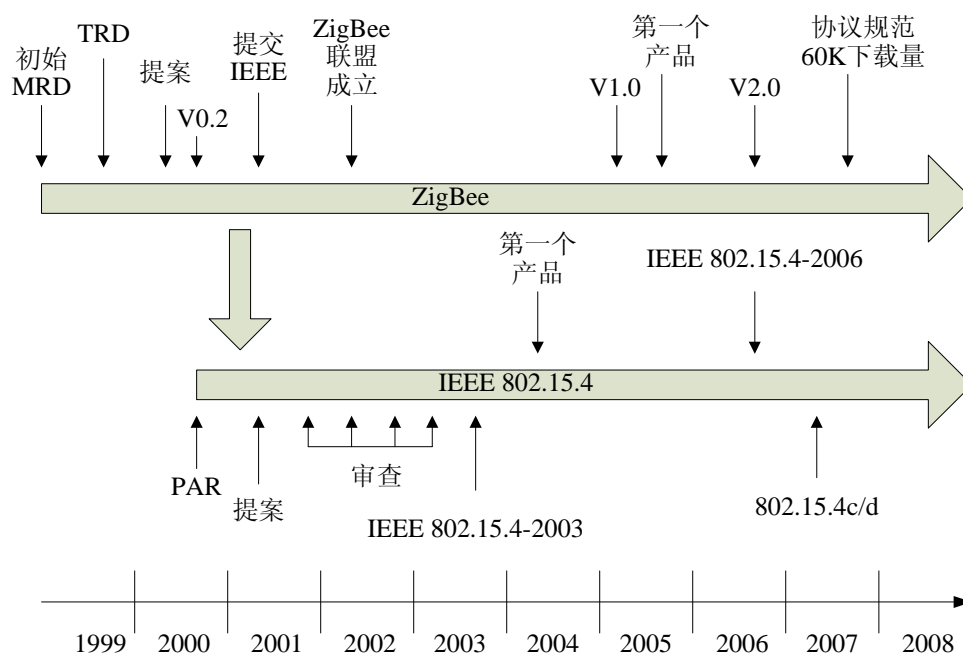 初始
MRD
TRD
提案
V0.2
提交
IEEE
ZigBee
联盟
成立
V1.0
第一个
产品
V2.0
协议规范
60K下载量
ZigBee
第一个
产品
IEEE 802.15.4-2006
IEEE 802.15.4
PAR
提案
审查
IEEE 802.15.4-2003
802.15.4c/d
1999 2000 2001 2002 2003 2004 2005 2006 2007 2008